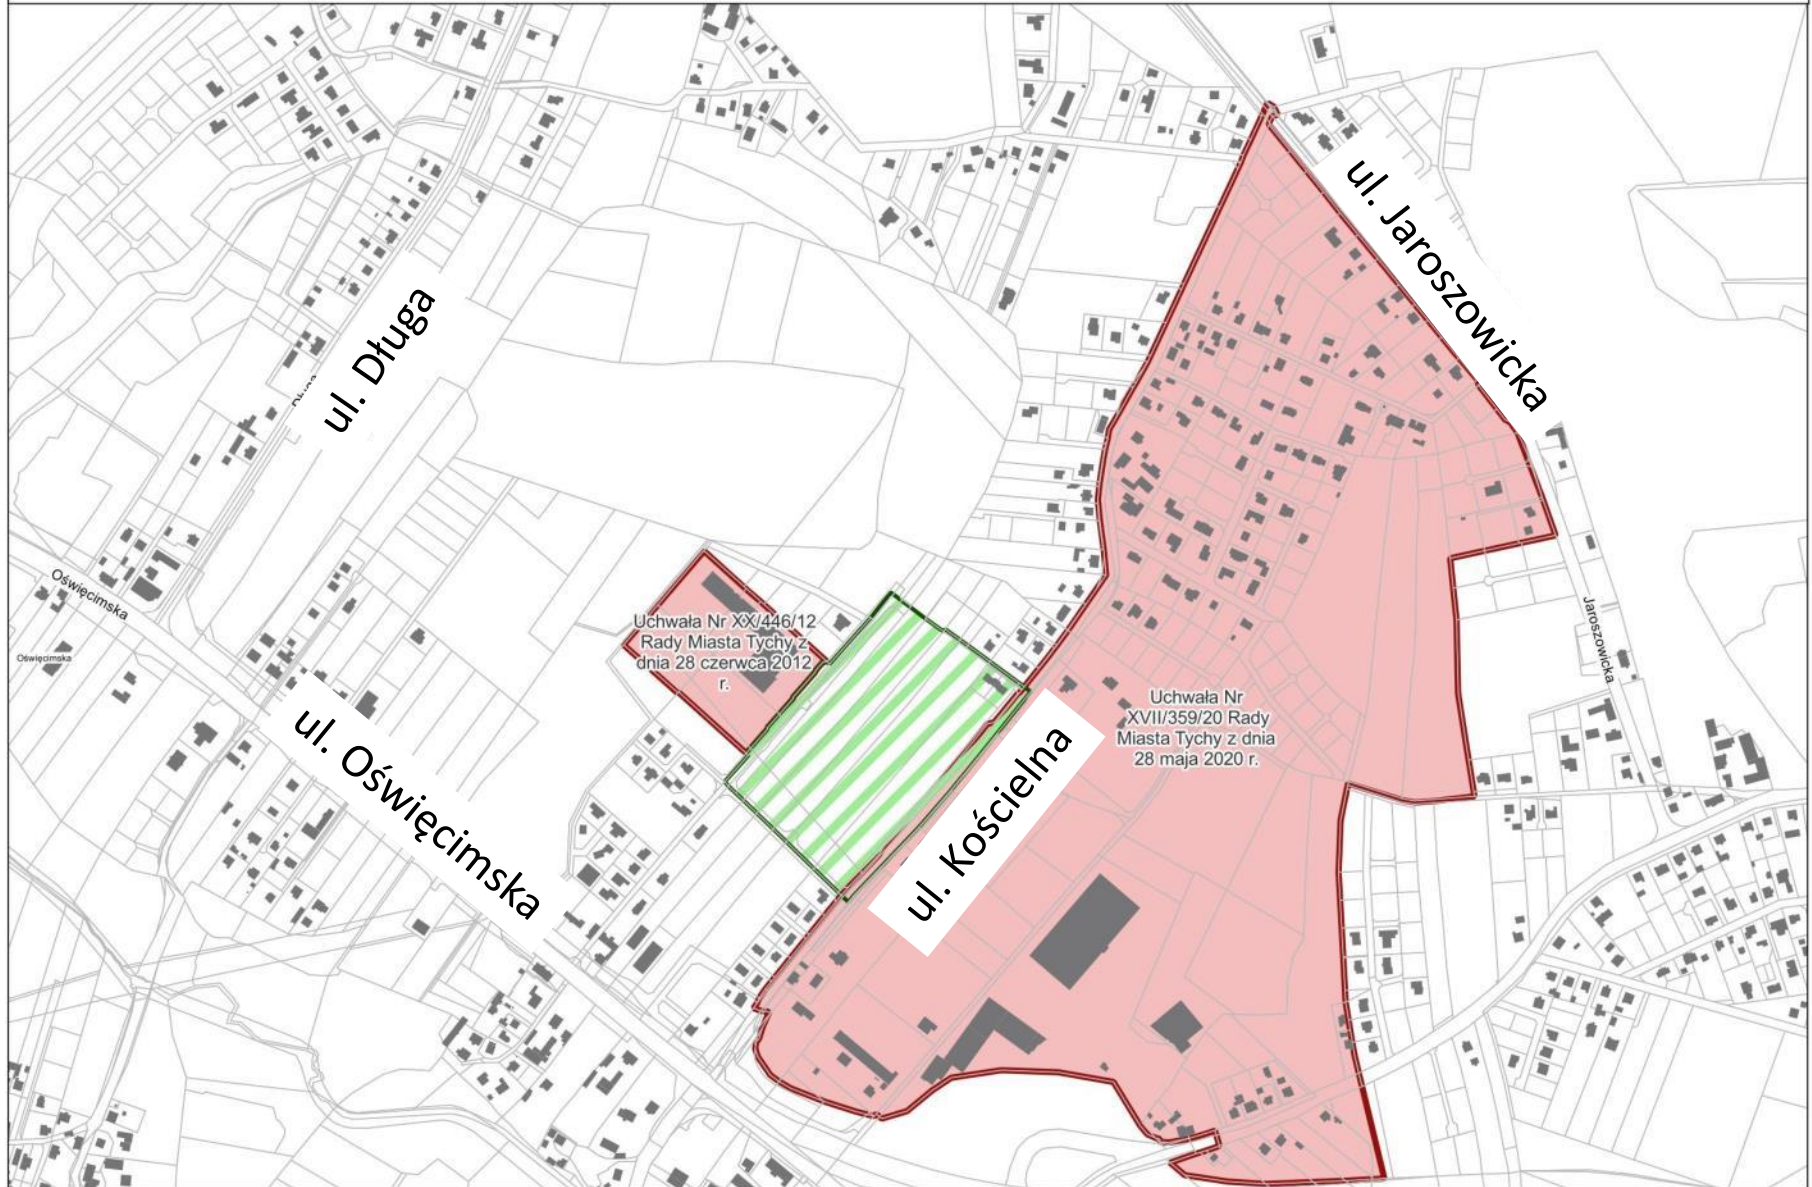 ul. Jaroszowicka
ul. Długa
Oświęcimska
Oświęcimska
Uchwała Nr XX/446/12
Rady Miasta Tychy z
dnia 28 czerwca 2012
r.
Jaroszowicka
Uchwała Nr
XVII/359/20 Rady
Miasta Tychy z dnia
28 maja 2020 r.
ul. Oświęcimska
ul. Kościelna